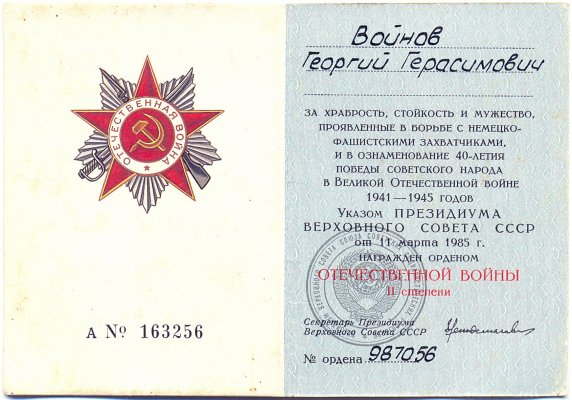 ОТЕЧЕСТВЕННАЯ ВОЙНА
А № 163256
Войнов
Георгий Герасимович
ЗА ХРАБРОСТЬ, СТОЙКОСТЬ И МУЖЕСТВО,
ПРОЯВЛЕННЫЕ В БОРЬБЕ С НЕМЕЦКО-
ФАШИСТСКИМИ ЗАХВАТЧИКАМИ,
И В ОЗНАМЕНОВАНИЕ 40-ЛЕТИЯ
ПОБЕДЫ СОВЕТСКОГО НАРОДА
В ВЕЛИКОЙ ОТЕЧЕСТВЕННОЙ ВОЙНЕ
1941—1945 ГОДОВ
УКАЗОМ ПРЕЗИДИУМА
ВЕРХОВНОГО СОВЕТА СССР
от 11 марта 1985 г.
НАГРАЖДЕН ОРДЕНОМ
ОТЕЧЕСТВЕННОЙ ВОЙНЫ
II степени
Секретарь Президиума
Верховного Совета СССР
№ ордена 987056